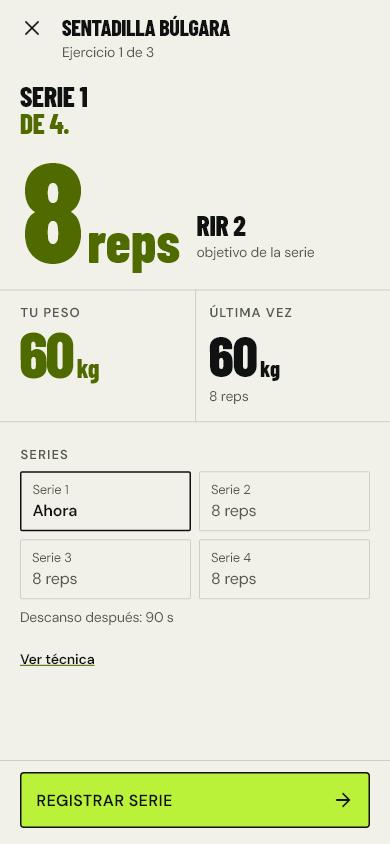 SENTADILLA BÚLGARA
Ejercicio 1 de 3
SERIE 1
DE 4.
8 reps
RIR 2
objetivo de la serie
TU PESO
60 kg
ÚLTIMA VEZ
60 kg
8 reps
SERIES
Serie 1
Ahora
Serie 2
8 reps
Serie 3
8 reps
Serie 4
8 reps
Descanso después: 90 s
Ver técnica
REGISTRAR SERIE